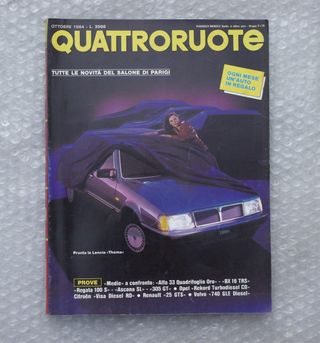 OTTOBRE 1984 - L. 3500
QUATTRORUOTE
TUTTE LE NOVITÀ DEL SALONE DI PARIGI
OGNI MESE
UN'AUTO
IN REGALO
Pronta la Lancia «Thema»
PROVE «Medie» a confronto: «Alfa 33 Quadrifoglio Oro» - «BX 19 TRS»
«Regata 100 S» - «Ascona SL» - «305 GT» • Opel «Rekord Turbodiesel CD»
Citroën «Visa Diesel RD» • Renault «25 GTS» • Volvo «740 GLE Diesel»